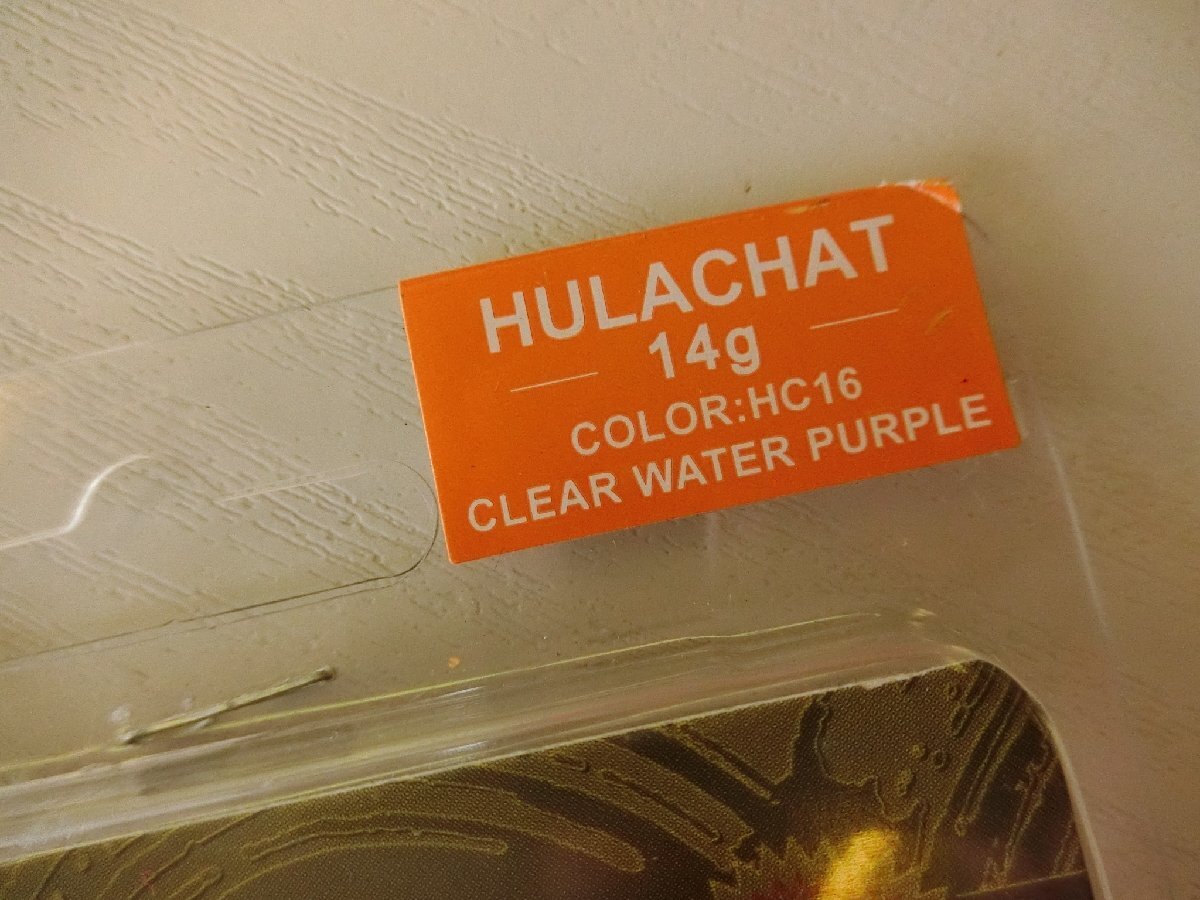 HULACHAT
14g
COLOR:HC16
CLEAR WATER PURPLE